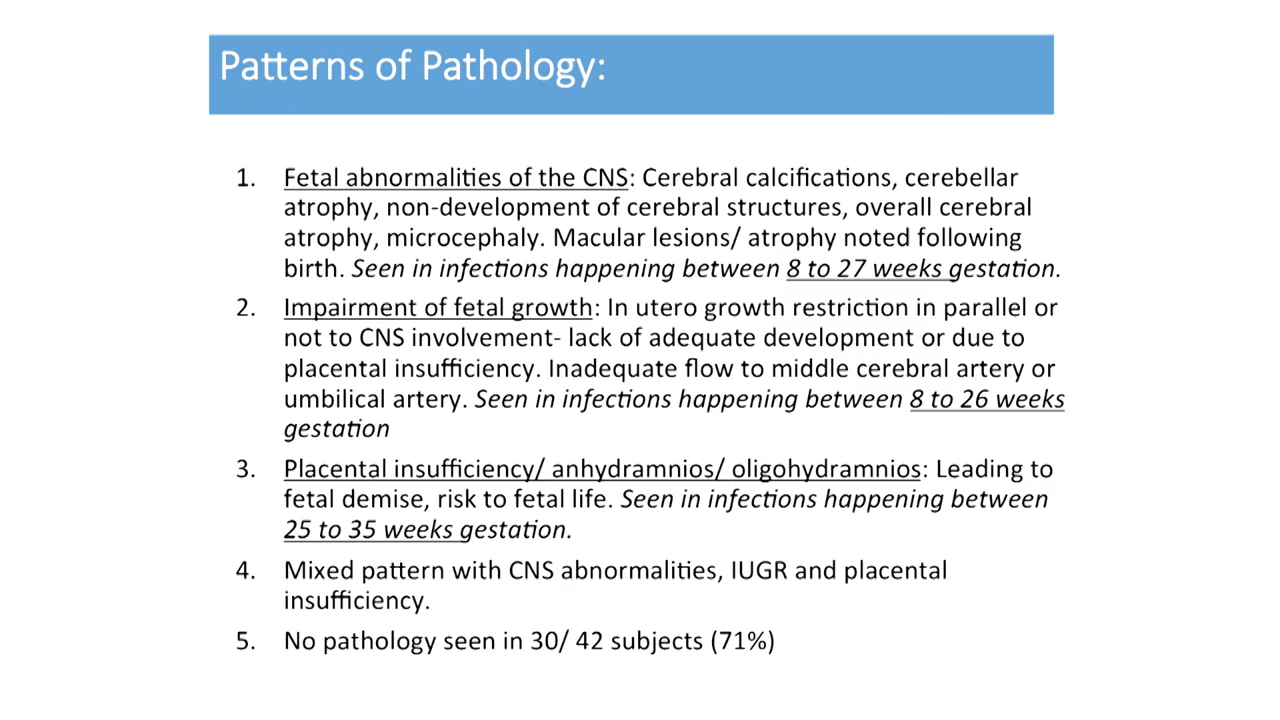 Patterns of Pathology:
1. Fetal abnormalities of the CNS: Cerebral calcifications, cerebellar
atrophy, non-development of cerebral structures, overall cerebral
atrophy, microcephaly. Macular lesions/ atrophy noted following
birth. Seen in infections happening between 8 to 27 weeks gestation.
2. Impairment of fetal growth: In utero growth restriction in parallel or
not to CNS involvement- lack of adequate development or due to
placental insufficiency. Inadequate flow to middle cerebral artery or
umbilical artery. Seen in infections happening between 8 to 26 weeks
gestation
3. Placental insufficiency/ anhydramnios/ oligohydramnios: Leading to
fetal demise, risk to fetal life. Seen in infections happening between
25 to 35 weeks gestation.
4. Mixed pattern with CNS abnormalities, IUGR and placental
insufficiency.
5. No pathology seen in 30/ 42 subjects (71%)